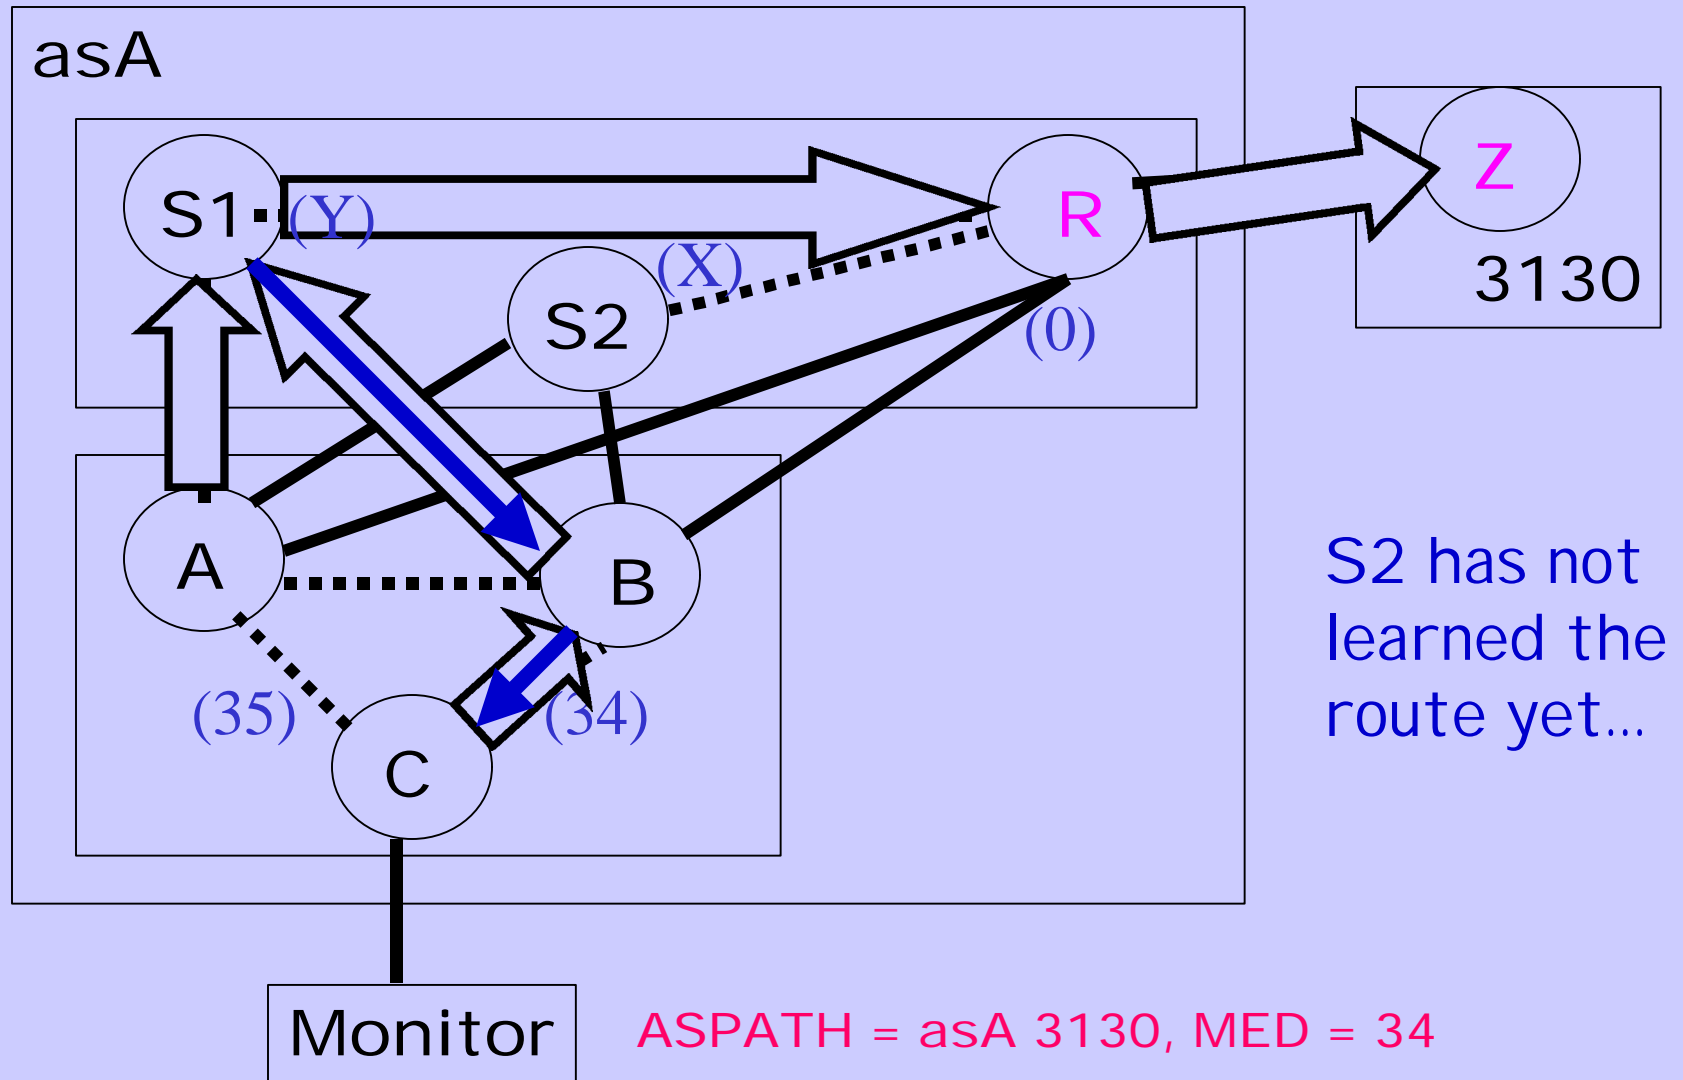 asA
Z
S1
(Y)
R
(X)
3130
S2
(0)
A
B
S2 has not
learned the
route yet...
(35)
(34)
C
Monitor
ASPATH = asA 3130, MED = 34